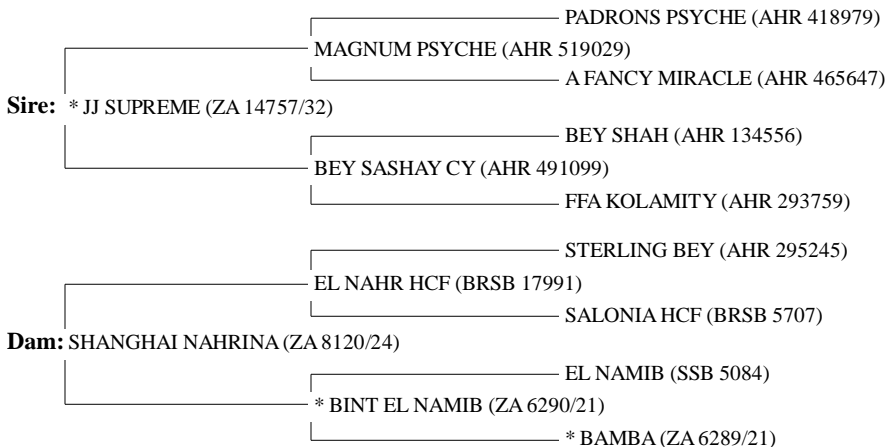 PADRONS PSYCHE (AHR 418979)
MAGNUM PSYCHE (AHR 519029)
A FANCY MIRACLE (AHR 465647)
Sire: * JJ SUPREME (ZA 14757/32)
BEY SHAH (AHR 134556)
BEY SASHAY CY (AHR 491099)
FFA KOLAMITY (AHR 293759)
STERLING BEY (AHR 295245)
EL NAHR HCF (BRSB 17991)
SALONIA HCF (BRSB 5707)
Dam: SHANGHAI NAHRINA (ZA 8120/24)
EL NAMIB (SSB 5084)
* BINT EL NAMIB (ZA 6290/21)
* BAMBA (ZA 6289/21)